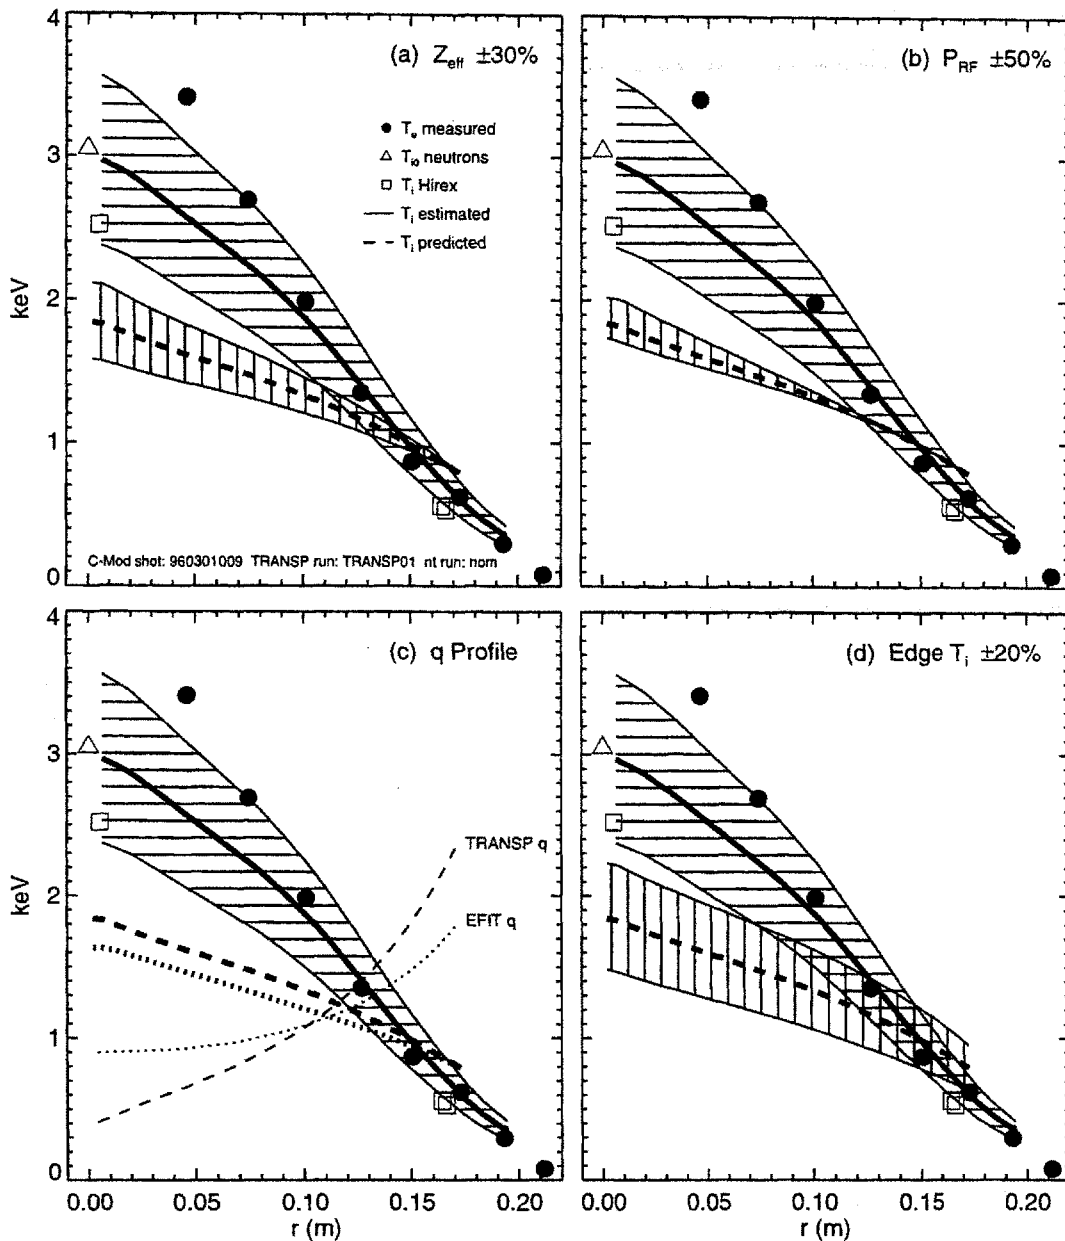 (a) Z_eff ±30%
(b) P_RF ±50%
T_e measured
T_i0 neutrons
T_i Hirex
T_i estimated
T_i predicted
4
3
2
1
0
keV
C-Mod shot: 960301009 TRANSP run: TRANSP01 nt run: nom
(c) q Profile
(d) Edge T_i ±20%
TRANSP q
EFIT q
4
3
2
1
0
keV
0.00 0.05 0.10 0.15 0.20
0.00 0.05 0.10 0.15 0.20
r (m)
r (m)